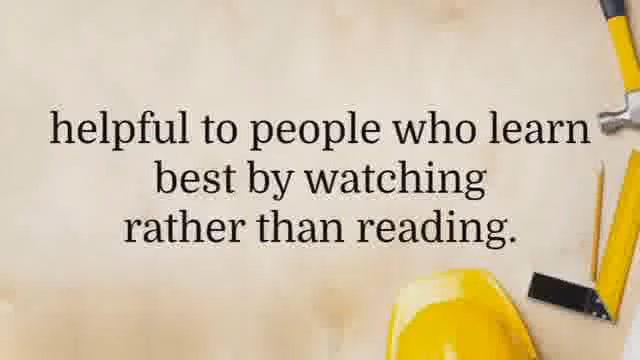 helpful to people who learn
best by watching
rather than reading.